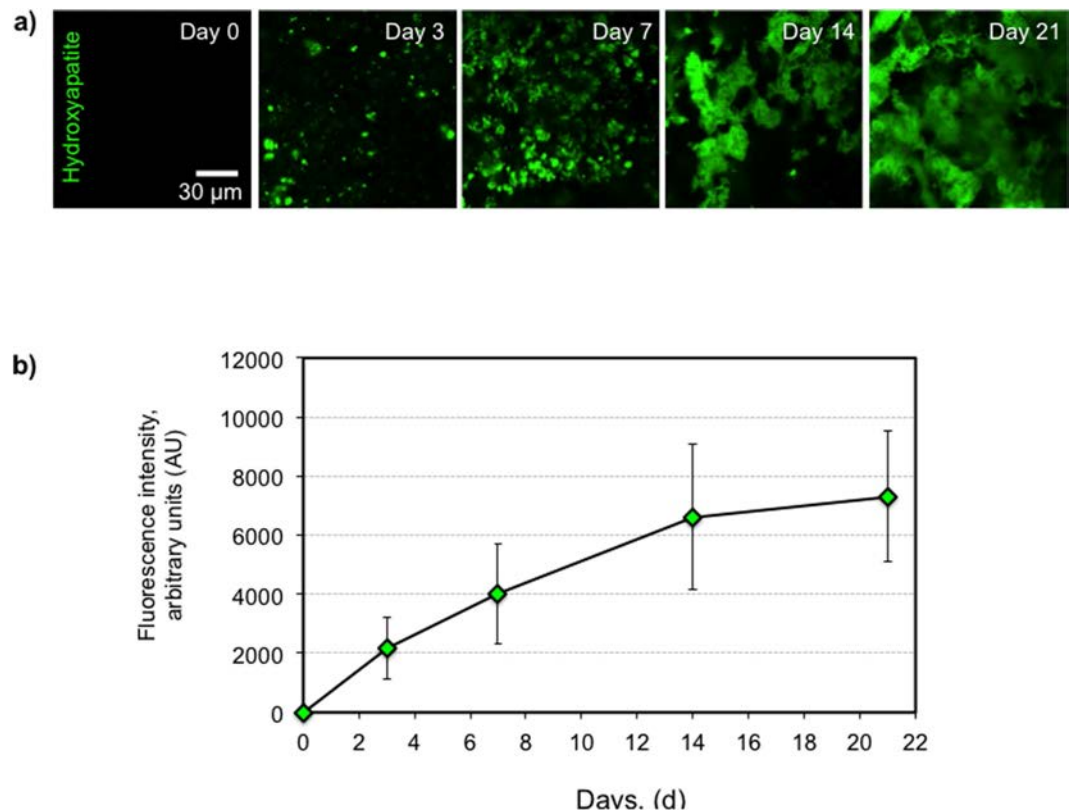 a)
Hydroxyapatite
Day 0
Day 3
Day 7
Day 14
Day 21
30 µm
b)
Fluorescence intensity,
arbitrary units (AU)
12000
10000
8000
6000
4000
2000
0
0 2 4 6 8 10 12 14 16 18 20 22
Days, (d)